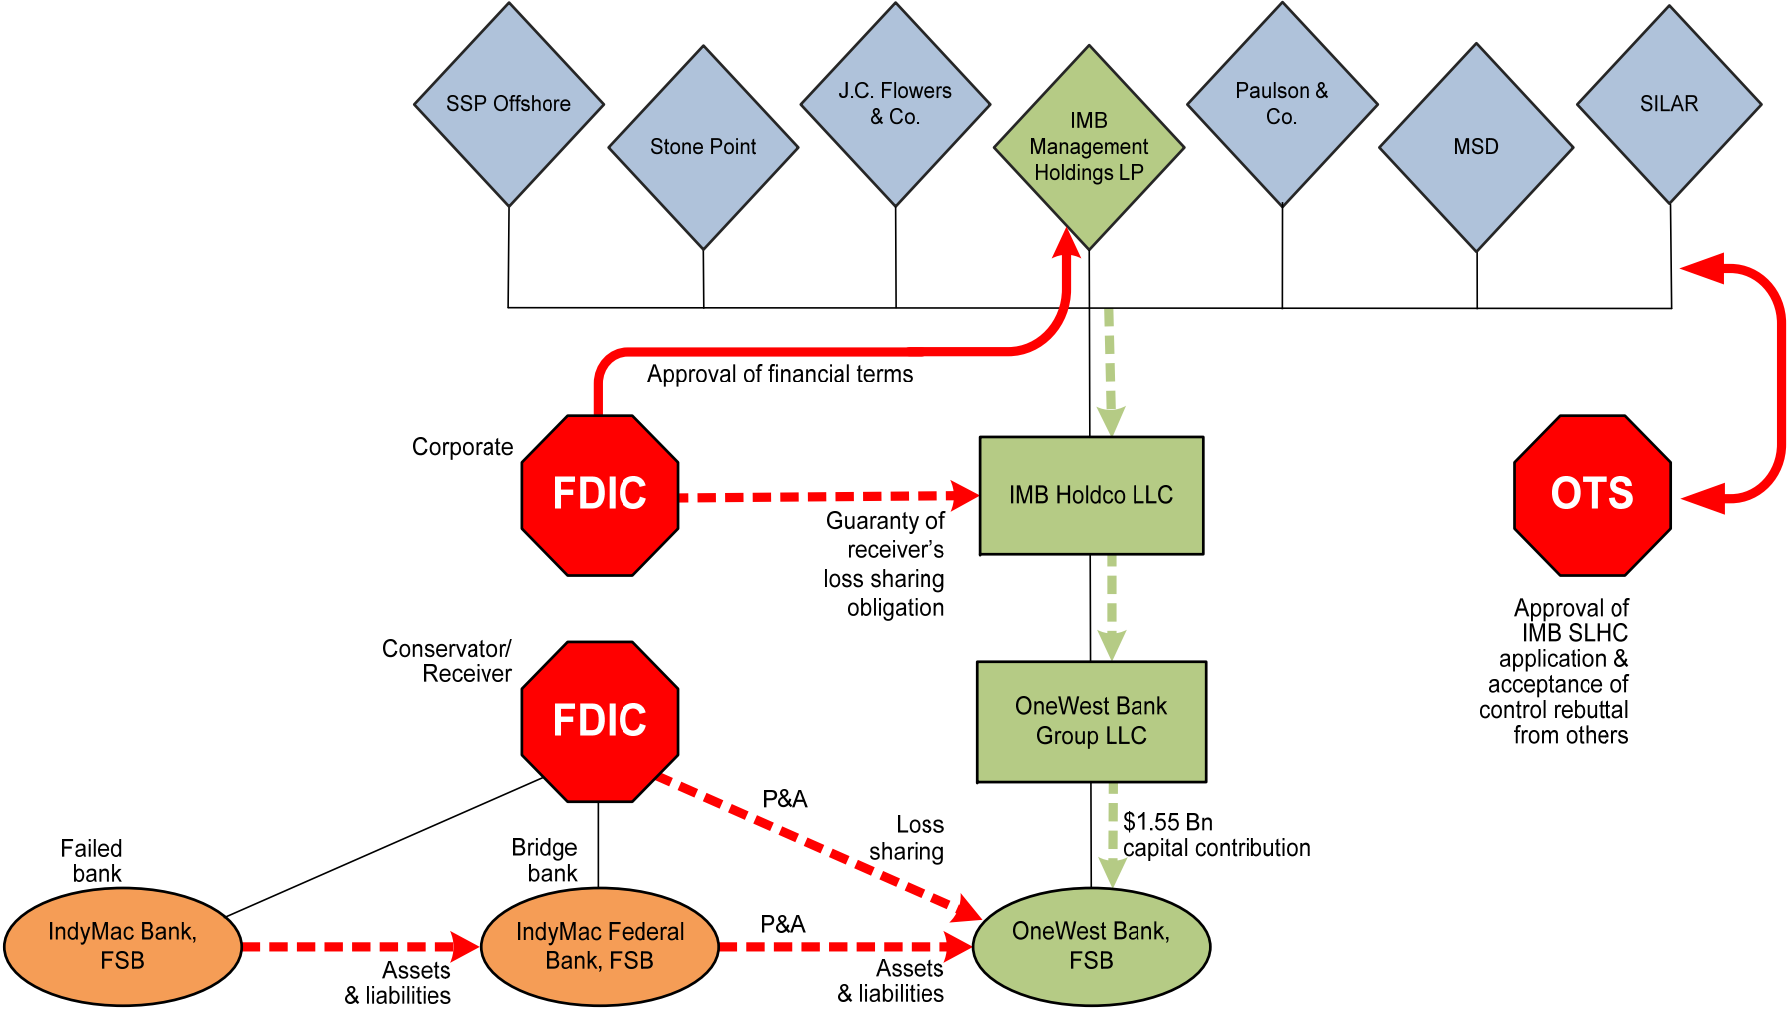 SSP Offshore
Stone Point
J.C. Flowers
& Co.
IMB
Management
Holdings LP
Paulson &
Co.
MSD
SILAR
Approval of financial terms
Corporate
FDIC
Guaranty of
receiver's
loss sharing
obligation
IMB Holdco LLC
OTS
Approval of
IMB SLHC
application &
acceptance of
control rebuttal
from others
Conservator/
Receiver
FDIC
OneWest Bank
Group LLC
P&A
Loss
sharing
$1.55 Bn
capital contribution
Failed
bank
Bridge
bank
IndyMac Bank,
FSB
Assets
& liabilities
IndyMac Federal
Bank, FSB
P&A
Assets
& liabilities
OneWest Bank,
FSB